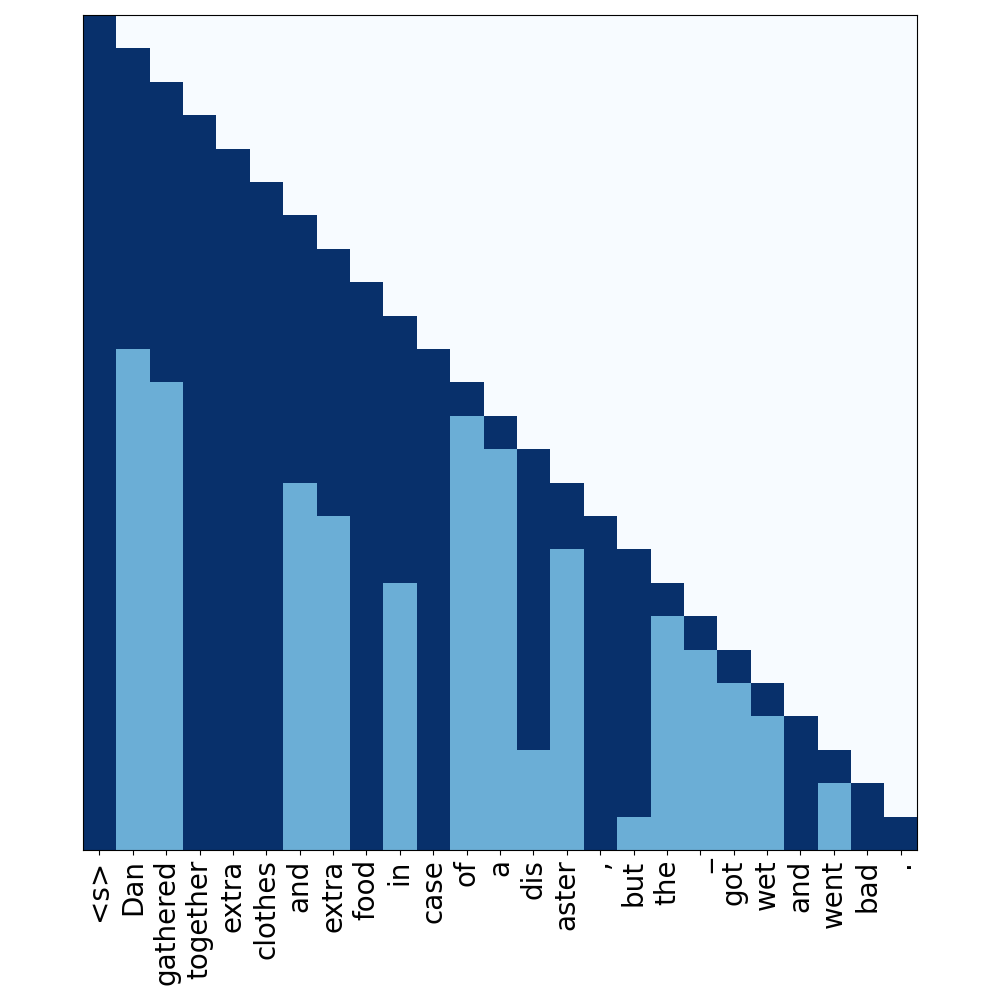 <s> Dan gathered together extra clothes and extra food in case of a dis aster , but the _ got wet and went bad .